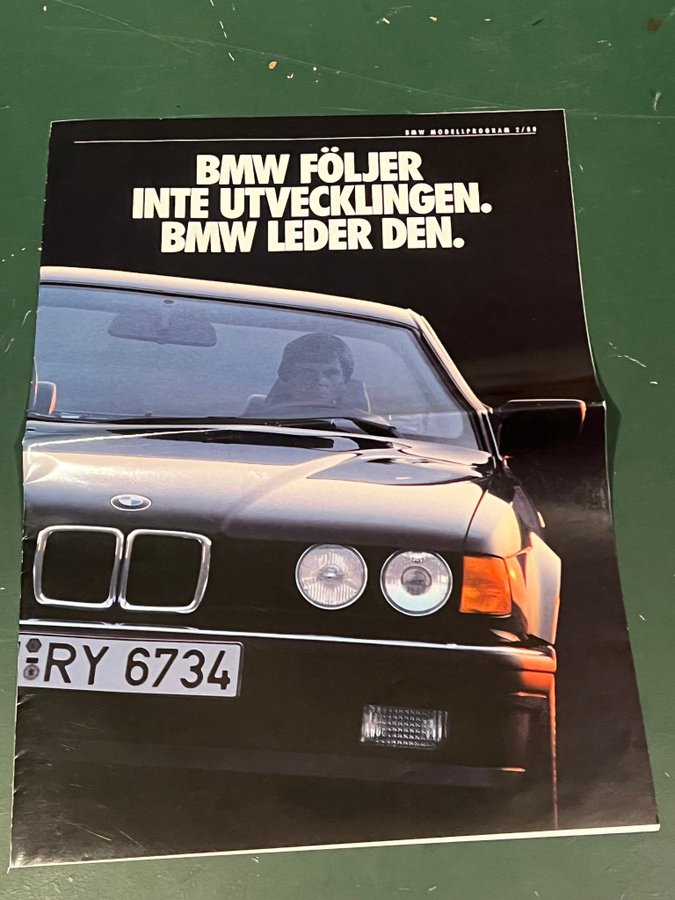 BMW MODELLPROGRAM 2/88
BMW FÖLJER
INTE UTVECKLINGEN.
BMW LEDER DEN.
RY 6734